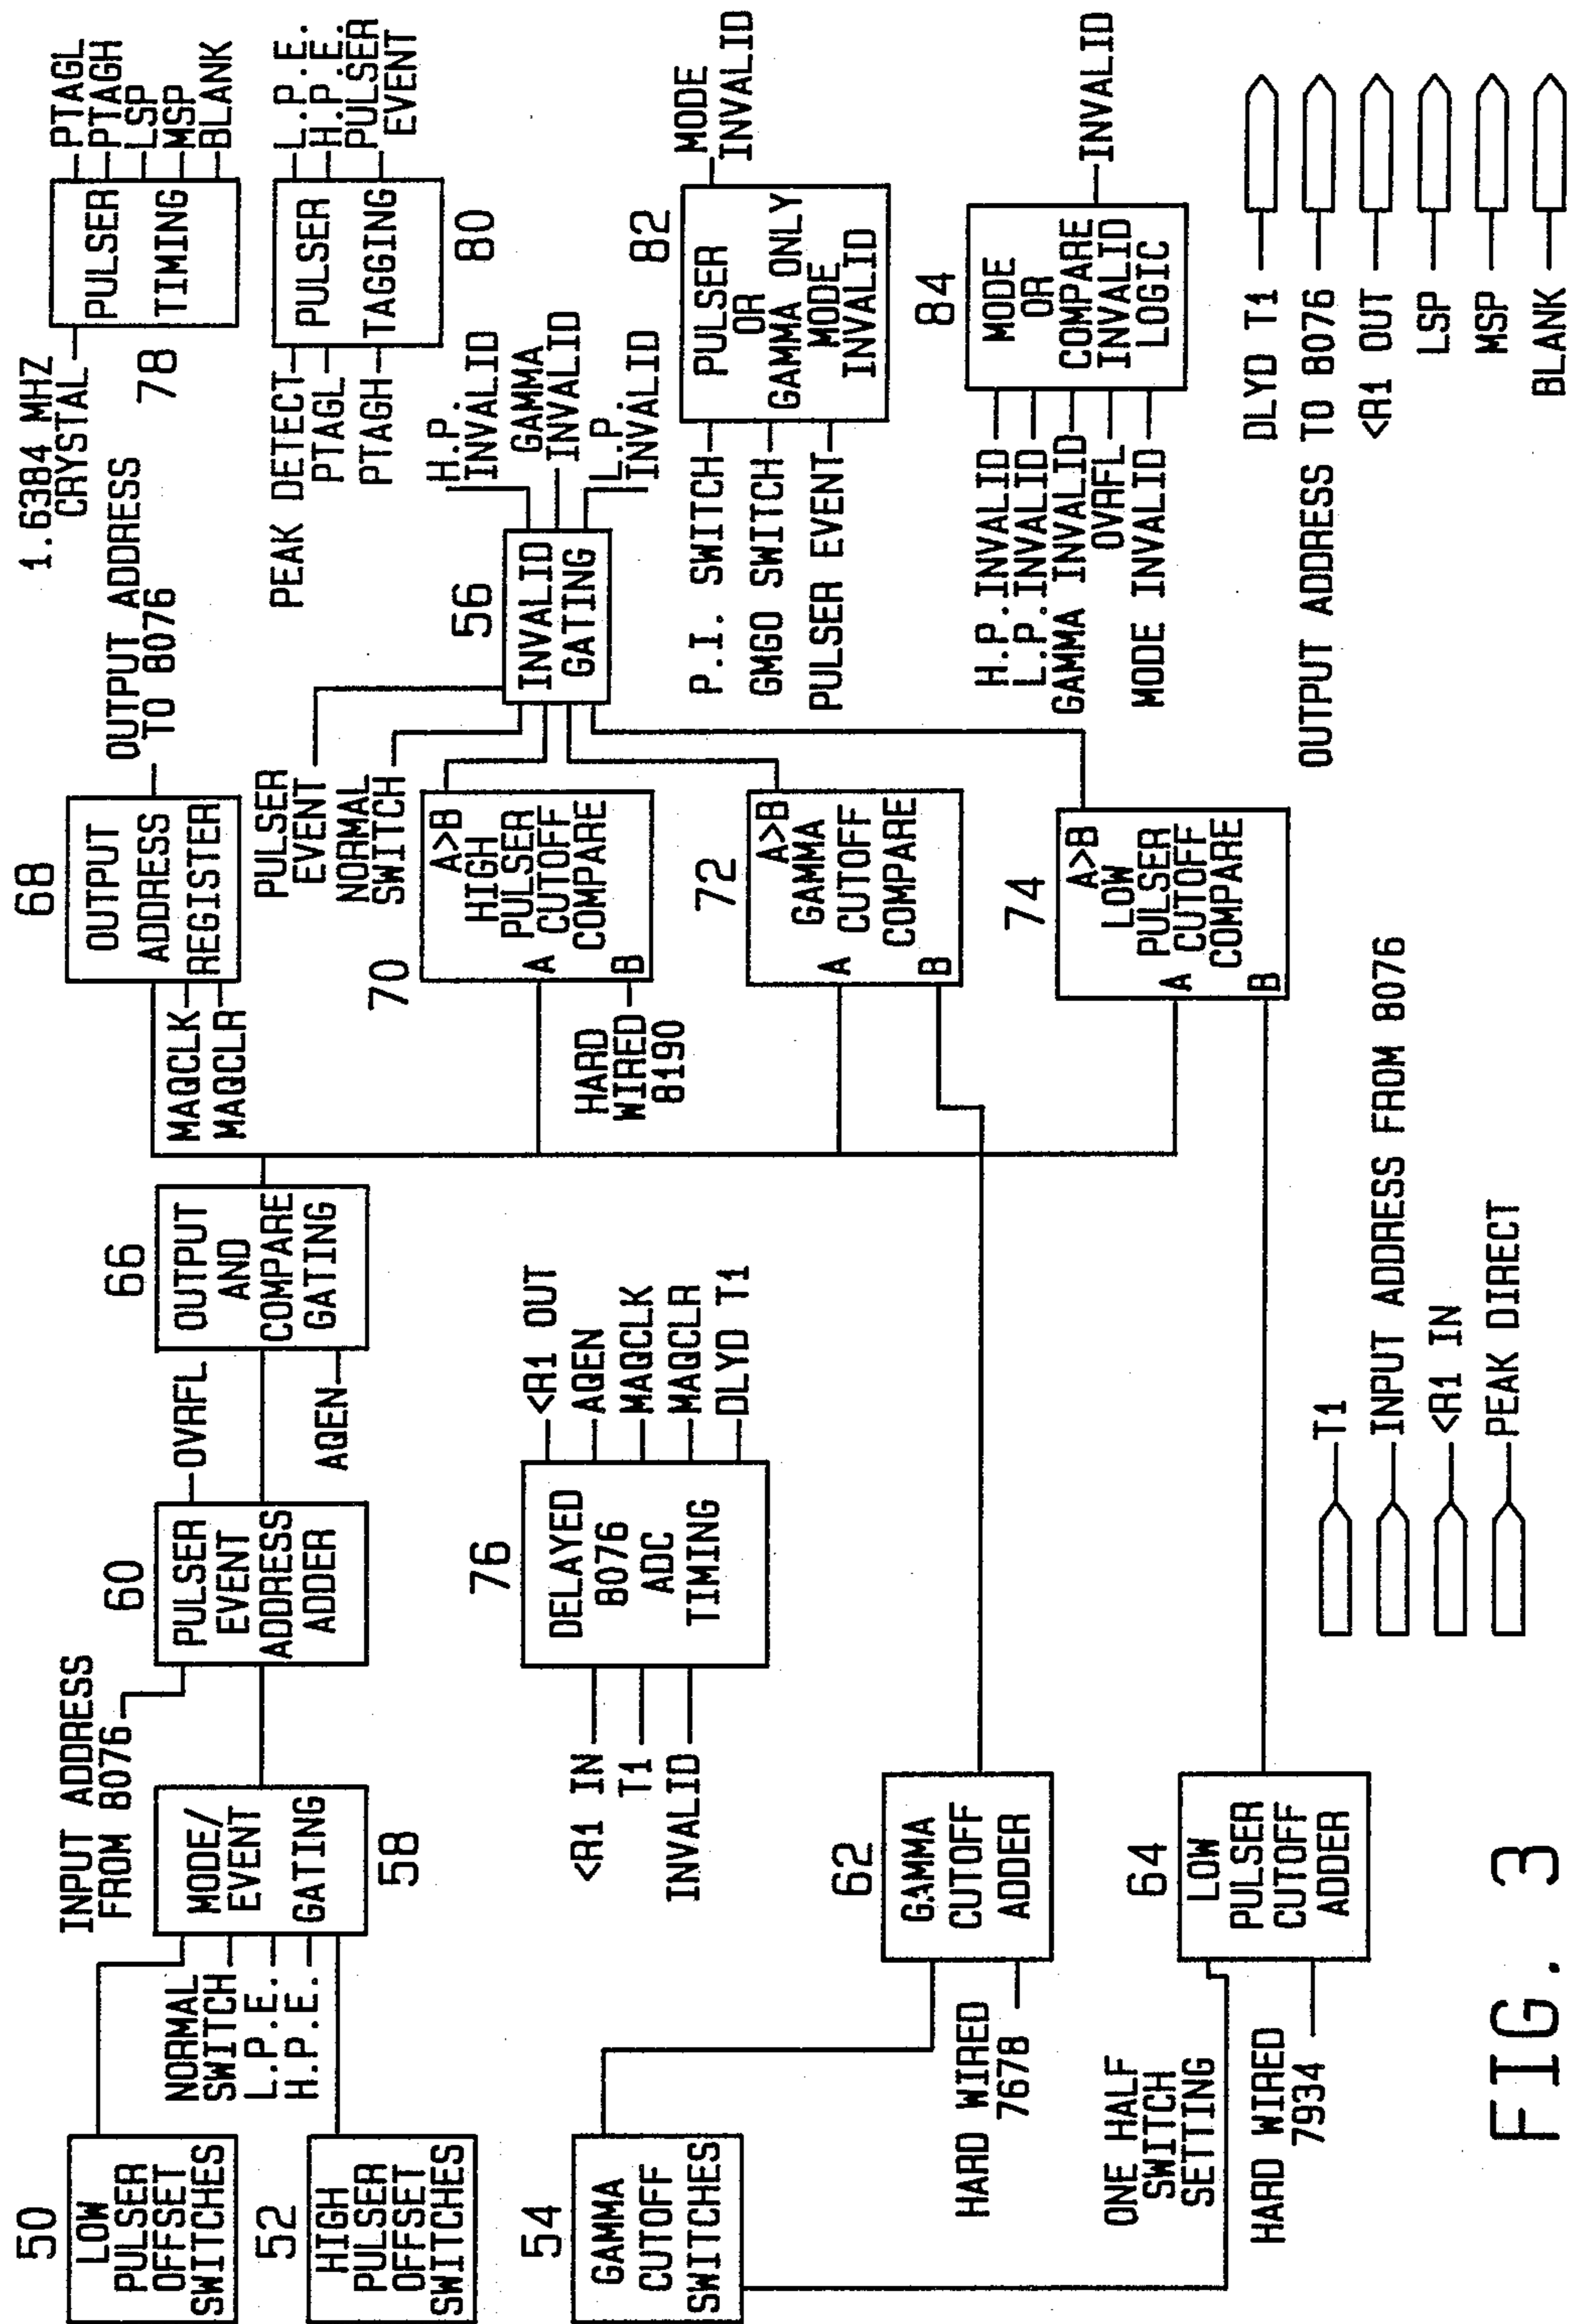 50
LOW
PULSER
OFFSET
SWITCHES
52
HIGH
PULSER
OFFSET
SWITCHES
54
GAMMA
CUTOFF
SWITCHES
INPUT ADDRESS
FROM 8076
NORMAL
SWITCH
L.P.E.
H.P.E.
MODE/
EVENT
GATING
58
60
PULSER
EVENT
ADDRESS
ADDER
OVRFL
AQEN
66
OUTPUT
AND
COMPARE
GATING
76
<R1 IN
T1
INVALID
DELAYED
8076
ADC
TIMING
<R1 OUT
AQEN
MAQCLK
MAQCLR
DLYD T1
62
GAMMA
CUTOFF
ADDER
HARD WIRED
7678
64
LOW
PULSER
CUTOFF
ADDER
ONE HALF
SWITCH
SETTING
HARD WIRED
7934
68
OUTPUT
ADDRESS
REGISTER
MAQCLK
MAQCLR
OUTPUT ADDRESS
TO 8076
PULSER
EVENT
NORMAL
SWITCH
70
A>B
HIGH
PULSER
CUTOFF
COMPARE
A
B
HARD
WIRED
8190
72
A>B
GAMMA
CUTOFF
COMPARE
A
B
74
A>B
LOW
PULSER
CUTOFF
COMPARE
A
B
56
INVALID
GATING
H.P.
INVALID
GAMMA
INVALID
L.P.
INVALID
1.6384 MHZ
CRYSTAL
78
PULSER
TIMING
PTAGL
PTAGH
LSP
MSP
BLANK
PEAK DETECT
PTAGL
PTAGH
PULSER
TAGGING
80
L.P.E.
H.P.E.
PULSER
EVENT
82
P.I. SWITCH
GMGO SWITCH
PULSER EVENT
PULSER
OR
GAMMA ONLY
MODE
INVALID
MODE
INVALID
84
H.P.INVALID
L.P.INVALID
GAMMA INVALID
OVRFL
MODE INVALID
MODE
OR
COMPARE
INVALID
LOGIC
INVALID
T1
INPUT ADDRESS FROM 8076
<R1 IN
PEAK DIRECT
DLYD T1
OUTPUT ADDRESS TO 8076
<R1 OUT
LSP
MSP
BLANK
FIG. 3